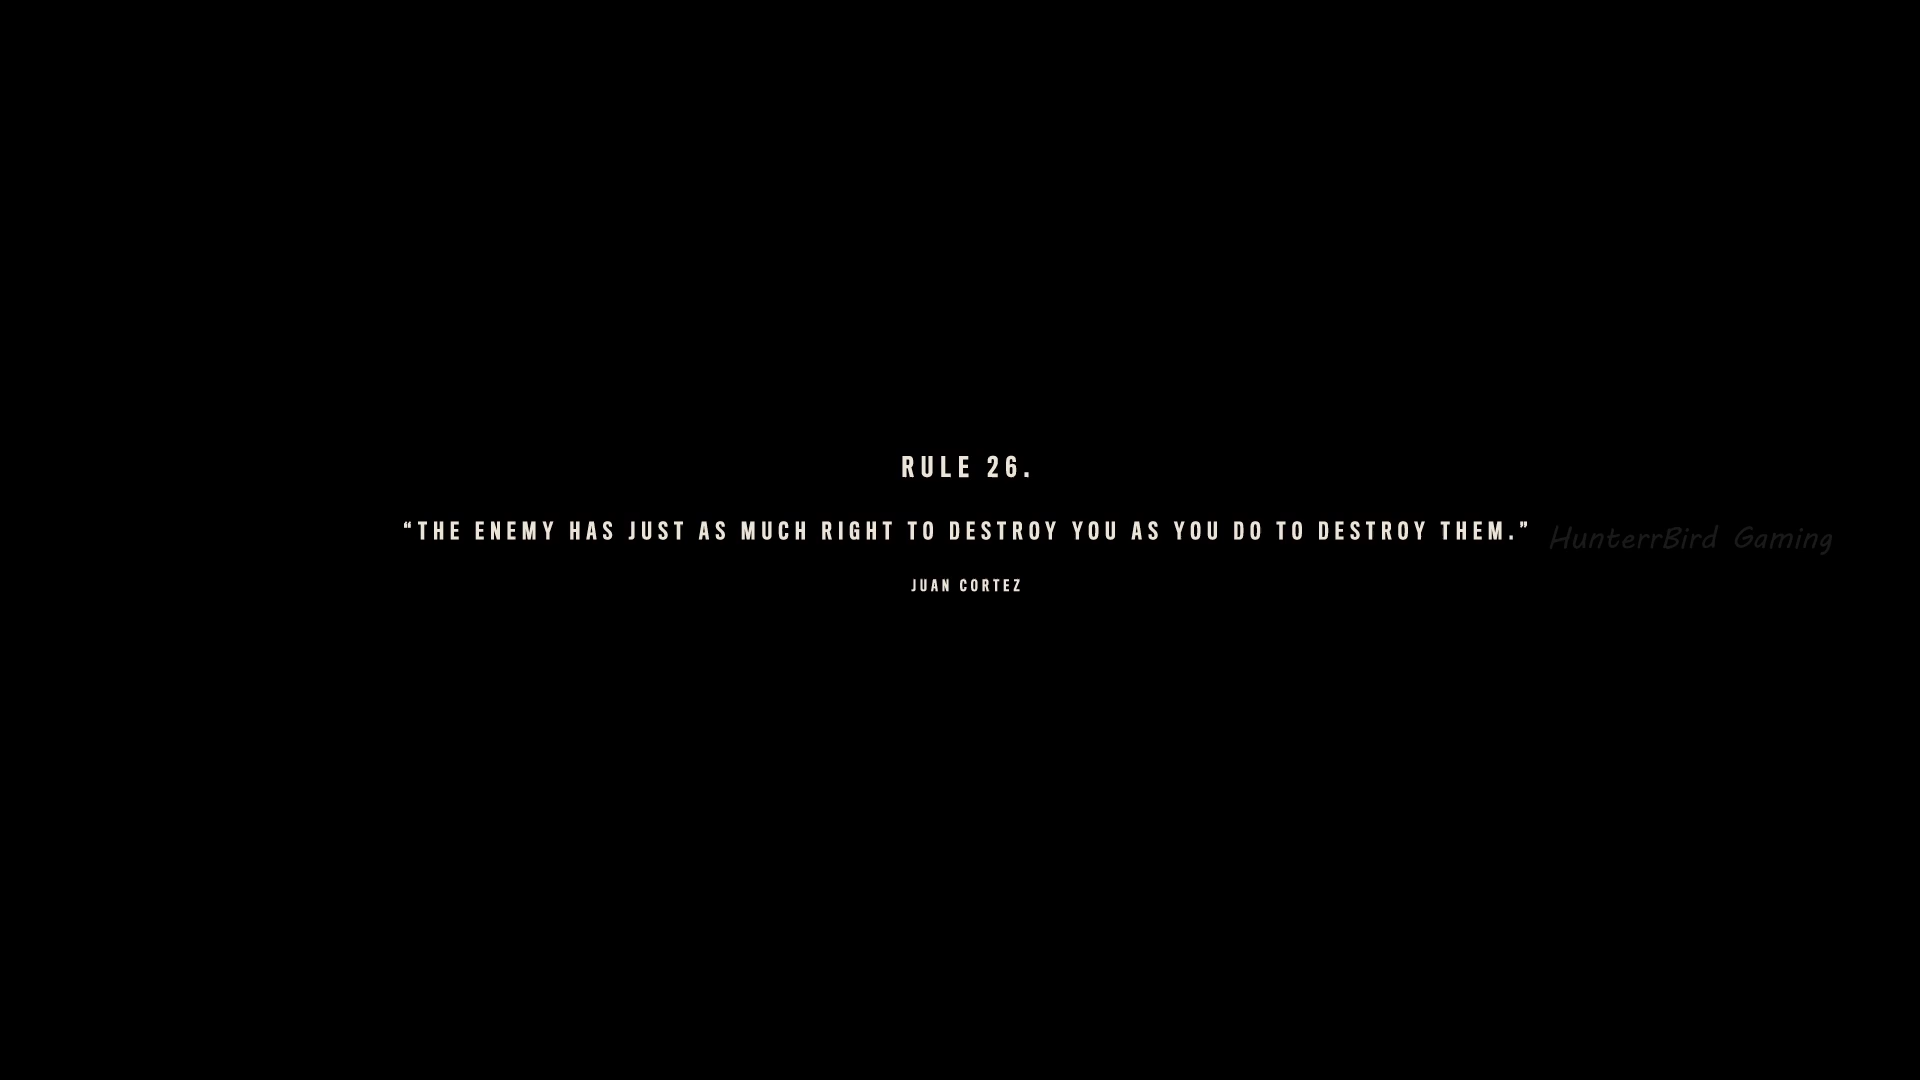 RULE 26.
“THE ENEMY HAS JUST AS MUCH RIGHT TO DESTROY YOU AS YOU DO TO DESTROY THEM.”
HunterrBird Gaming
JUAN CORTEZ